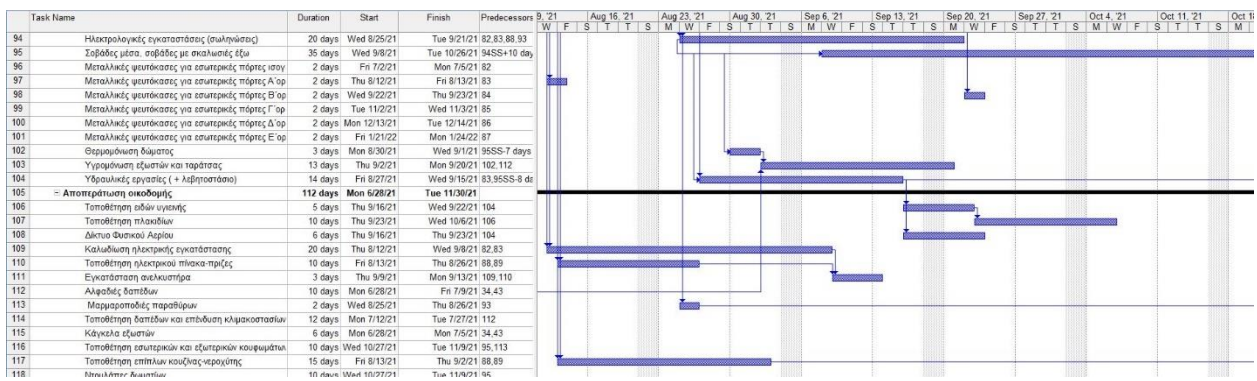 Task Name Duration Start Finish Predecessors 9, '21 Aug 16, '21 Aug 23, '21 Aug 30, '21 Sep 6, '21 Sep 13, '21 Sep 20, '21 Sep 27, '21 Oct 4, '21 Oct 11, '21 Oct 18
W F S T T S M W F S T T S M W F S T T S M W F S T T S M W F S T T S M
94 Ηλεκτρολογικές εγκαταστάσεις (σωληνώσεις) 20 days Wed 8/25/21 Tue 9/21/21 82,83,88,93
95 Σοβάδες μέσα, σοβάδες με σκαλωσιές έξω 35 days Wed 9/8/21 Tue 10/26/21 94SS+10 day
96 Μεταλλικές ψευτόκασες για εσωτερικές πόρτες ισογ 2 days Fri 7/2/21 Mon 7/5/21 82
97 Μεταλλικές ψευτόκασες για εσωτερικές πόρτες Α΄ορ 2 days Thu 8/12/21 Fri 8/13/21 83
98 Μεταλλικές ψευτόκασες για εσωτερικές πόρτες Β΄ορ 2 days Wed 9/22/21 Thu 9/23/21 84
99 Μεταλλικές ψευτόκασες για εσωτερικές πόρτες Γ΄ορ 2 days Tue 11/2/21 Wed 11/3/21 85
100 Μεταλλικές ψευτόκασες για εσωτερικές πόρτες Δ΄ορ 2 days Mon 12/13/21 Tue 12/14/21 86
101 Μεταλλικές ψευτόκασες για εσωτερικές πόρτες Ε΄ορ 2 days Fri 1/21/22 Mon 1/24/22 87
102 Θερμομόνωση δώματος 3 days Mon 8/30/21 Wed 9/1/21 95SS-7 days
103 Υγρομόνωση εξωστών και ταράτσας 13 days Thu 9/2/21 Mon 9/20/21 102,112
104 Υδραυλικές εργασίες ( + λεβητοστάσιο) 14 days Fri 8/27/21 Wed 9/15/21 83,95SS-8 da
105 Αποπεράτωση οικοδομής 112 days Mon 6/28/21 Tue 11/30/21
106 Τοποθέτηση ειδών υγιεινής 5 days Thu 9/16/21 Wed 9/22/21 104
107 Τοποθέτηση πλακιδίων 10 days Thu 9/23/21 Wed 10/6/21 106
108 Δίκτυο Φυσικού Αερίου 6 days Thu 9/16/21 Thu 9/23/21 104
109 Καλωδίωση ηλεκτρικής εγκατάστασης 20 days Thu 8/12/21 Wed 9/8/21 82,83
110 Τοποθέτηση ηλεκτρικού πίνακα-πριζες 10 days Fri 8/13/21 Thu 8/26/21 88,89
111 Εγκατάσταση ανελκυστήρα 3 days Thu 9/9/21 Mon 9/13/21 109,110
112 Αλφαδιές δαπέδων 10 days Mon 6/28/21 Fri 7/9/21 34,43
113 Μαρμαροποδιές παραθύρων 2 days Wed 8/25/21 Thu 8/26/21 93
114 Τοποθέτηση δαπέδων και επένδυση κλιμακοστασίων 12 days Mon 7/12/21 Tue 7/27/21 112
115 Κάγκελα εξωστών 6 days Mon 6/28/21 Mon 7/5/21 34,43
116 Τοποθέτηση εσωτερικών και εξωτερικών κουφωμάτω 10 days Wed 10/27/21 Tue 11/9/21 95,113
117 Τοποθέτηση επίπλων κουζίνας-νεροχύτης 15 days Fri 8/13/21 Thu 9/2/21 88,89
118 Ντουλάπες δωματίων 10 days Wed 10/27/21 Tue 11/9/21 95